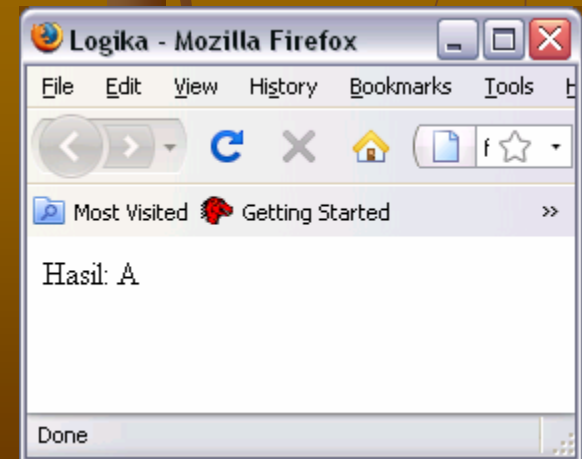 Logika - Mozilla Firefox
File Edit View History Bookmarks Tools H
f
Most Visited Getting Started »
Hasil: A
Done